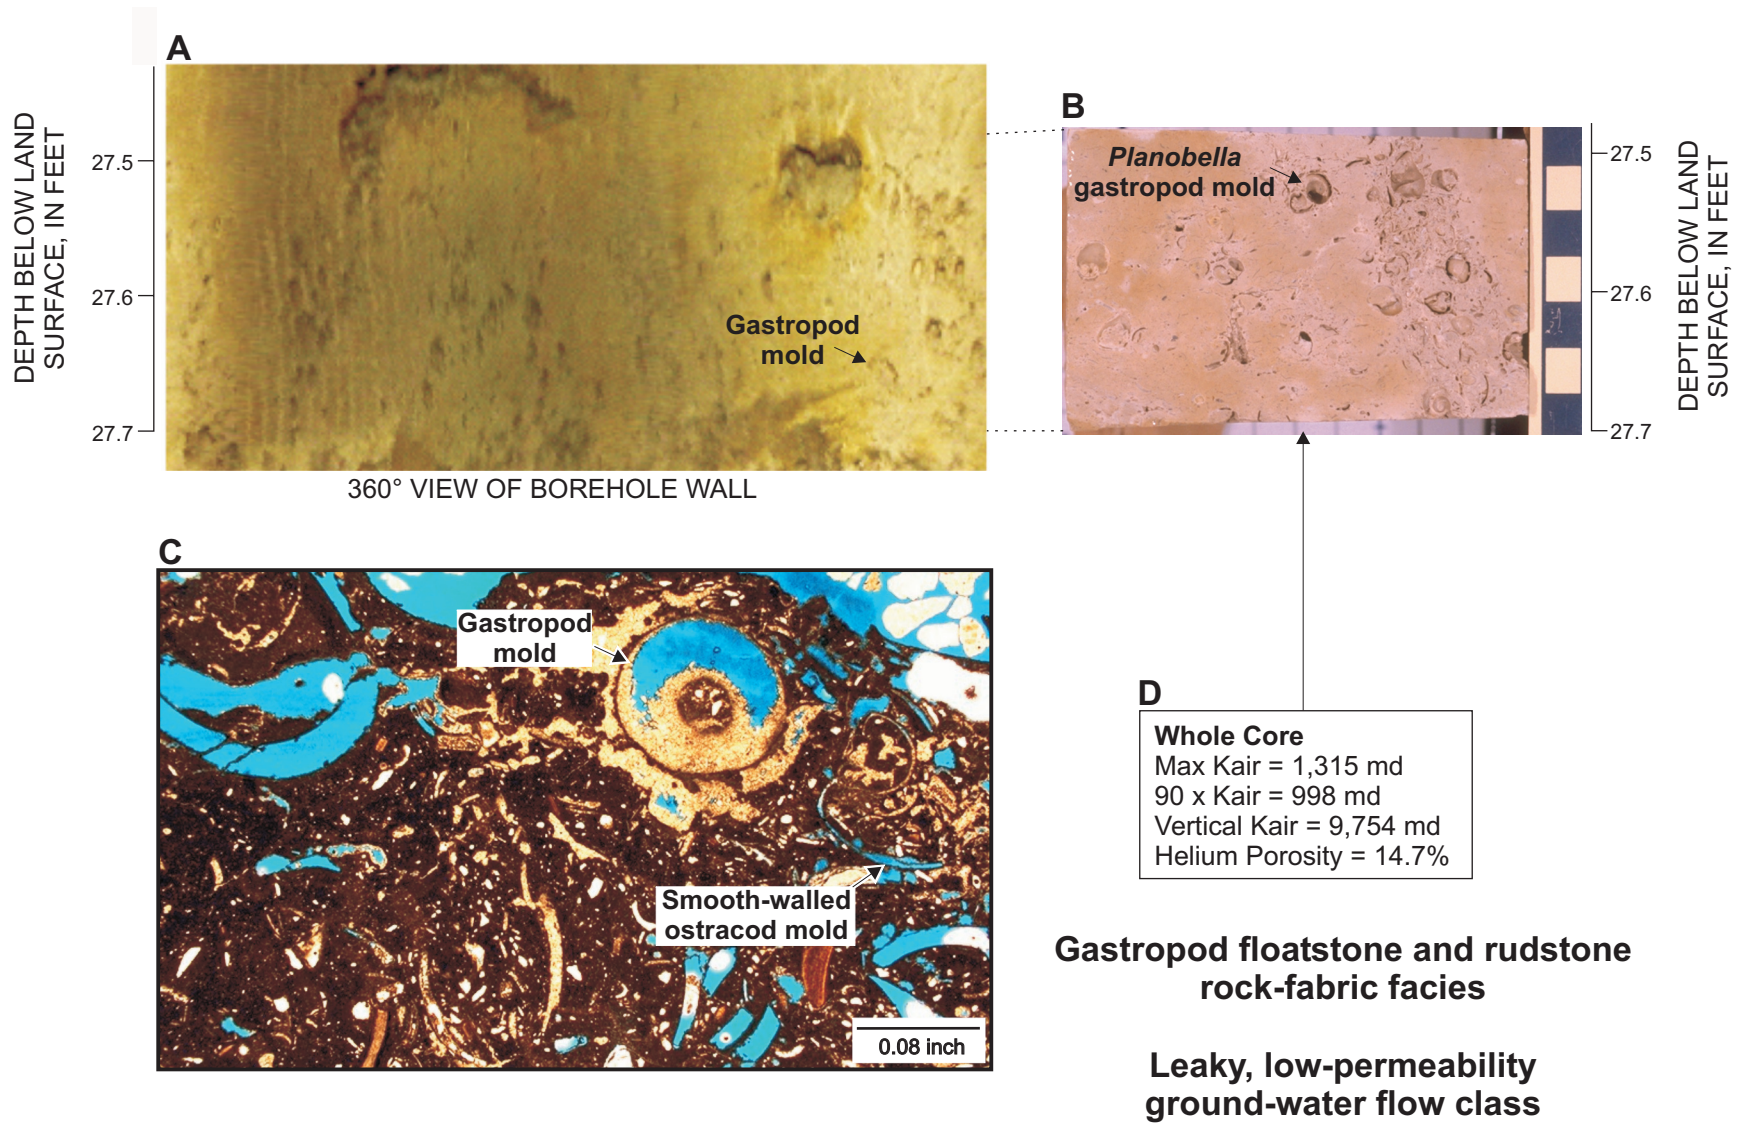 A
DEPTH BELOW LAND
SURFACE, IN FEET
27.5
27.6
27.7
Gastropod
mold
360° VIEW OF BOREHOLE WALL
B
Planobella
gastropod mold
27.5
27.6
27.7
DEPTH BELOW LAND
SURFACE, IN FEET
C
Gastropod
mold
Smooth-walled
ostracod mold
0.08 inch
D
Whole Core
Max Kair = 1,315 md
90 x Kair = 998 md
Vertical Kair = 9,754 md
Helium Porosity = 14.7%
Gastropod floatstone and rudstone
rock-fabric facies
Leaky, low-permeability
ground-water flow class